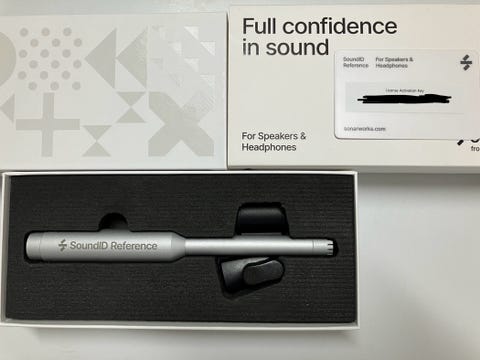 Full confidence
in sound
SoundID
Reference
For Speakers &
Headphones
License Activation Key
sonarworks.com
For Speakers &
Headphones
from
SoundID Reference